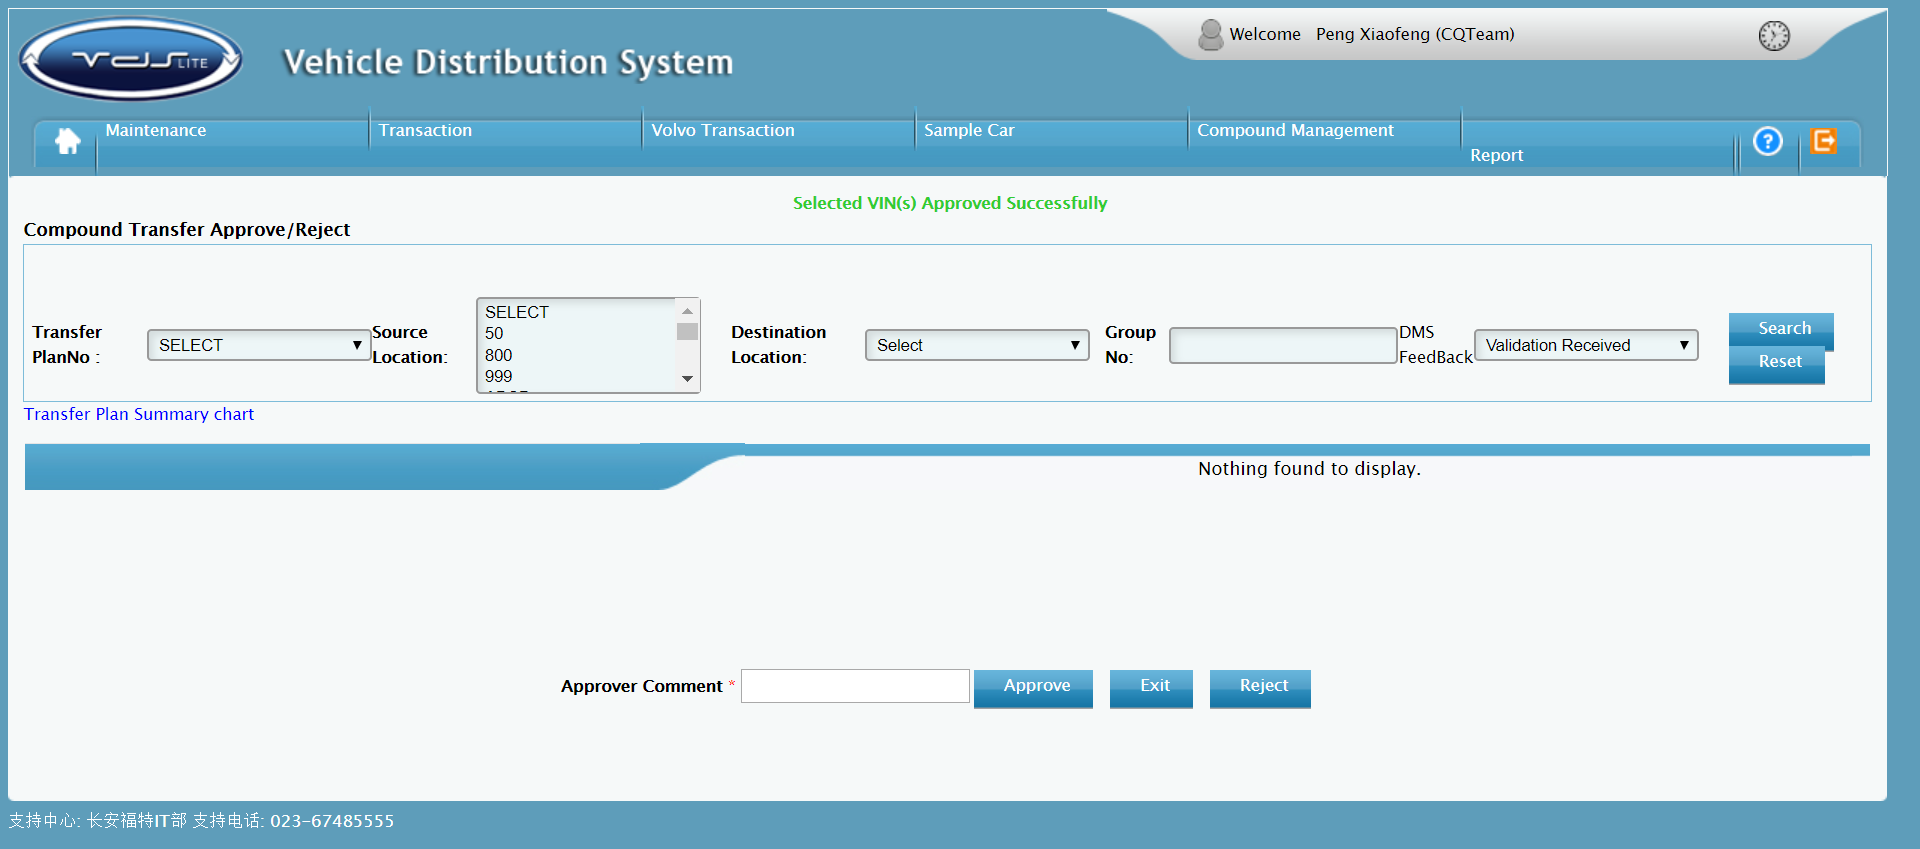 Welcome Peng Xiaofeng (CQTeam)
VDS LITE
Vehicle Distribution System
Maintenance
Transaction
Volvo Transaction
Sample Car
Compound Management
Report
?
Selected VIN(s) Approved Successfully
Compound Transfer Approve/Reject
Transfer PlanNo :
SELECT
Source Location:
SELECT
50
800
999
Destination Location:
Select
Group No:
DMS FeedBack
Validation Received
Search
Reset
Transfer Plan Summary chart
Nothing found to display.
Approver Comment *
Approve
Exit
Reject
支持中心: 长安福特IT部 支持电话: 023-67485555